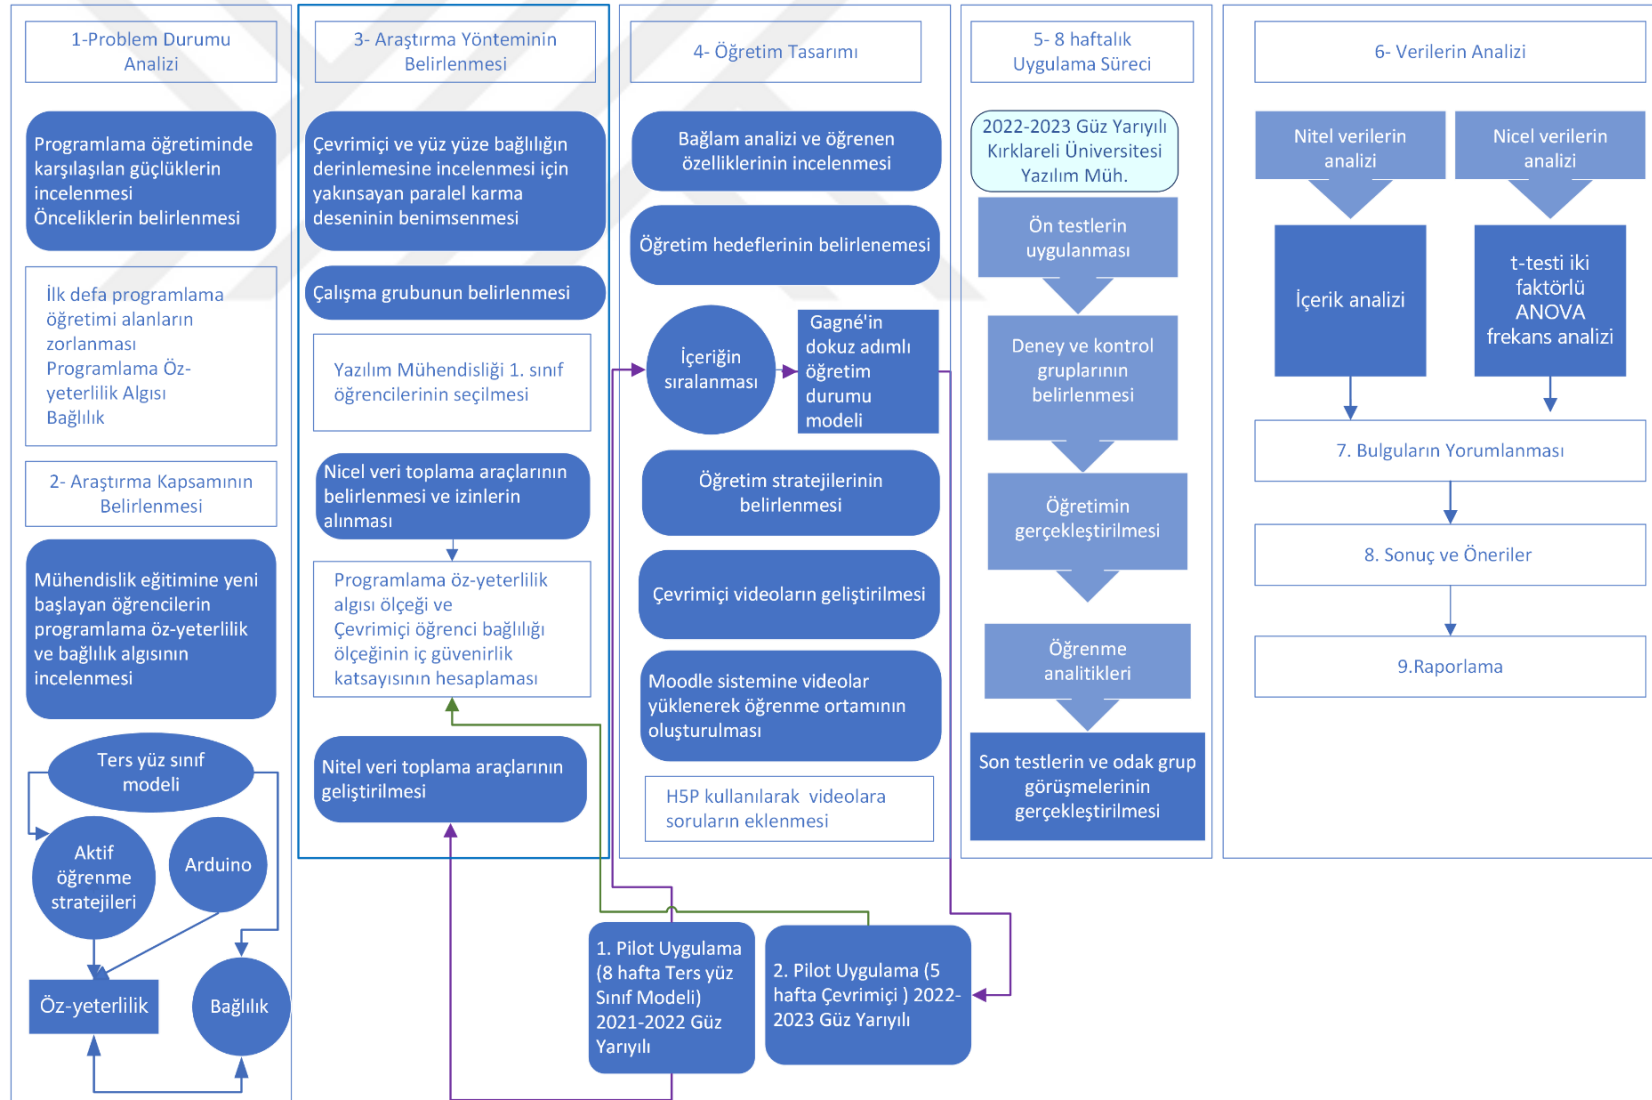 1-Problem Durumu
Analizi
Programlama öğretiminde
karşılaşılan güçlüklerin
incelenmesi
Önceliklerin belirlenmesi
İlk defa programlama
öğretimi alanların
zorlanması
Programlama Öz-
yeterlilik Algısı
Bağlılık
2- Araştırma Kapsamının
Belirlenmesi
Mühendislik eğitimine yeni
başlayan öğrencilerin
programlama öz-yeterlilik
ve bağlılık algısının
incelenmesi
Ters yüz sınıf
modeli
Aktif
öğrenme
stratejileri
Arduino
Öz-yeterlilik
Bağlılık
3- Araştırma Yönteminin
Belirlenmesi
Çevrimiçi ve yüz yüze bağlılığın
derinlemesine incelenmesi için
yakınsayan paralel karma
deseninin benimsenmesi
Çalışma grubunun belirlenmesi
Yazılım Mühendisliği 1. sınıf
öğrencilerinin seçilmesi
Nicel veri toplama araçlarının
belirlenmesi ve izinlerin
alınması
Programlama öz-yeterlilik
algısı ölçeği ve
Çevrimiçi öğrenci bağlılığı
ölçeğinin iç güvenirlik
katsayısının hesaplaması
Nitel veri toplama araçlarının
geliştirilmesi
4- Öğretim Tasarımı
Bağlam analizi ve öğrenen
özelliklerinin incelenmesi
Öğretim hedeflerinin belirlenemesi
İçeriğin
sıralanması
Gagné'in
dokuz adımlı
öğretim
durumu
modeli
Öğretim stratejilerinin
belirlenmesi
Çevrimiçi videoların geliştirilmesi
Moodle sistemine videolar
yüklenerek öğrenme ortamının
oluşturulması
H5P kullanılarak videolara
soruların eklenmesi
1. Pilot Uygulama
(8 hafta Ters yüz
Sınıf Modeli)
2021-2022 Güz
Yarıyılı
2. Pilot Uygulama (5
hafta Çevrimiçi ) 2022-
2023 Güz Yarıyılı
5- 8 haftalık
Uygulama Süreci
2022-2023 Güz Yarıyılı
Kırklareli Üniversitesi
Yazılım Müh.
Ön testlerin
uygulanması
Deney ve kontrol
gruplarının
belirlenmesi
Öğretimin
gerçekleştirilmesi
Öğrenme
analitikleri
Son testlerin ve odak grup
görüşmelerinin
gerçekleştirilmesi
6- Verilerin Analizi
Nitel verilerin
analizi
Nicel verilerin
analizi
İçerik analizi
t-testi iki
faktörlü
ANOVA
frekans analizi
7. Bulguların Yorumlanması
8. Sonuç ve Öneriler
9.Raporlama